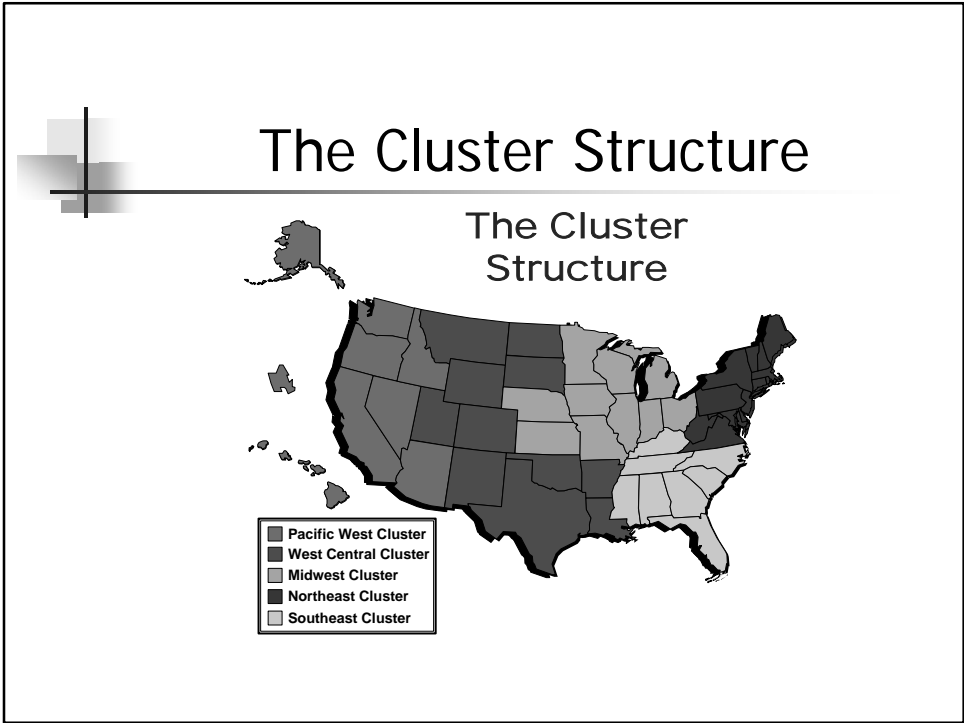 The Cluster Structure
The Cluster
Structure
Pacific West Cluster
West Central Cluster
Midwest Cluster
Northeast Cluster
Southeast Cluster